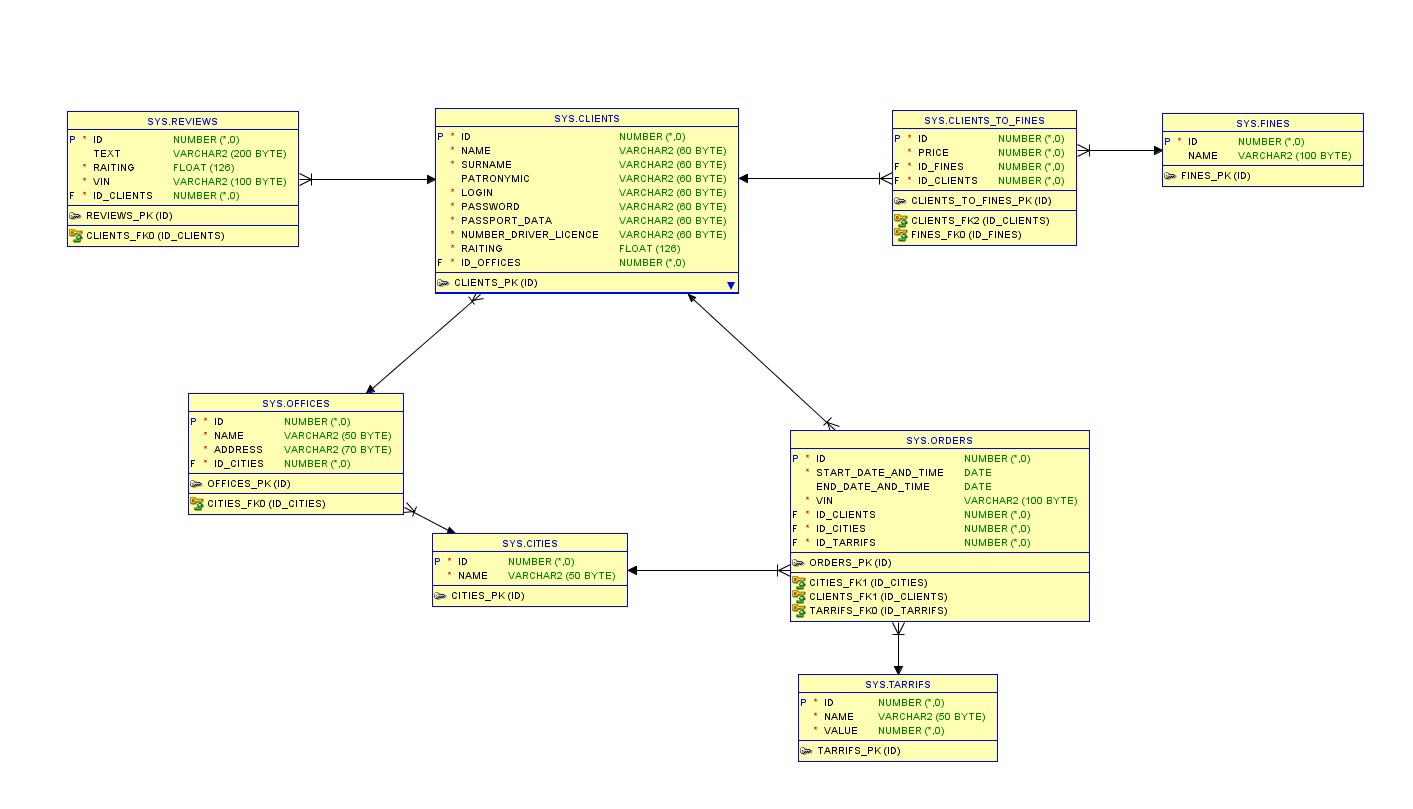 SYS.REVIEWS
P * ID NUMBER (*,0)
TEXT VARCHAR2 (200 BYTE)
* RAITING FLOAT (126)
* VIN VARCHAR2 (100 BYTE)
F * ID_CLIENTS NUMBER (*,0)
REVIEWS_PK (ID)
CLIENTS_FK0 (ID_CLIENTS)
SYS.CLIENTS
P * ID NUMBER (*,0)
* NAME VARCHAR2 (60 BYTE)
* SURNAME VARCHAR2 (60 BYTE)
PATRONYMIC VARCHAR2 (60 BYTE)
* LOGIN VARCHAR2 (60 BYTE)
* PASSWORD VARCHAR2 (60 BYTE)
* PASSPORT_DATA VARCHAR2 (60 BYTE)
* NUMBER_DRIVER_LICENCE VARCHAR2 (60 BYTE)
* RAITING FLOAT (126)
F * ID_OFFICES NUMBER (*,0)
CLIENTS_PK (ID)
SYS.CLIENTS_TO_FINES
P * ID NUMBER (*,0)
* PRICE NUMBER (*,0)
F * ID_FINES NUMBER (*,0)
F * ID_CLIENTS NUMBER (*,0)
CLIENTS_TO_FINES_PK (ID)
CLIENTS_FK2 (ID_CLIENTS)
FINES_FK0 (ID_FINES)
SYS.FINES
P * ID NUMBER (*,0)
NAME VARCHAR2 (100 BYTE)
FINES_PK (ID)
SYS.OFFICES
P * ID NUMBER (*,0)
* NAME VARCHAR2 (50 BYTE)
* ADDRESS VARCHAR2 (70 BYTE)
F * ID_CITIES NUMBER (*,0)
OFFICES_PK (ID)
CITIES_FK0 (ID_CITIES)
SYS.CITIES
P * ID NUMBER (*,0)
* NAME VARCHAR2 (50 BYTE)
CITIES_PK (ID)
SYS.ORDERS
P * ID NUMBER (*,0)
* START_DATE_AND_TIME DATE
END_DATE_AND_TIME DATE
* VIN VARCHAR2 (100 BYTE)
F * ID_CLIENTS NUMBER (*,0)
F * ID_CITIES NUMBER (*,0)
F * ID_TARRIFS NUMBER (*,0)
ORDERS_PK (ID)
CITIES_FK1 (ID_CITIES)
CLIENTS_FK1 (ID_CLIENTS)
TARRIFS_FK0 (ID_TARRIFS)
SYS.TARRIFS
P * ID NUMBER (*,0)
* NAME VARCHAR2 (50 BYTE)
* VALUE NUMBER (*,0)
TARRIFS_PK (ID)